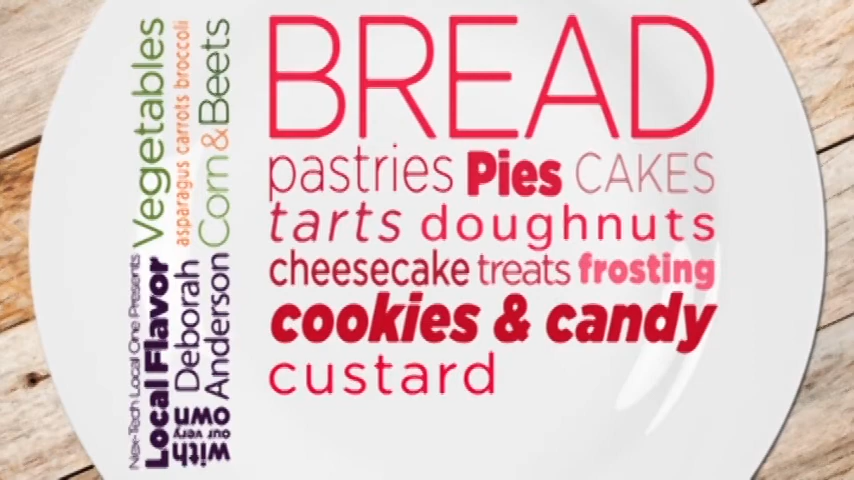 BREAD
pastries Pies CAKES
tarts doughnuts
cheesecake treats frosting
cookies & candy
custard
Vegetables
asparagus carrots broccoli
Corn & Beets
Nex-Tech Local One Presents
Local Flavor
with our very own
Deborah
Anderson